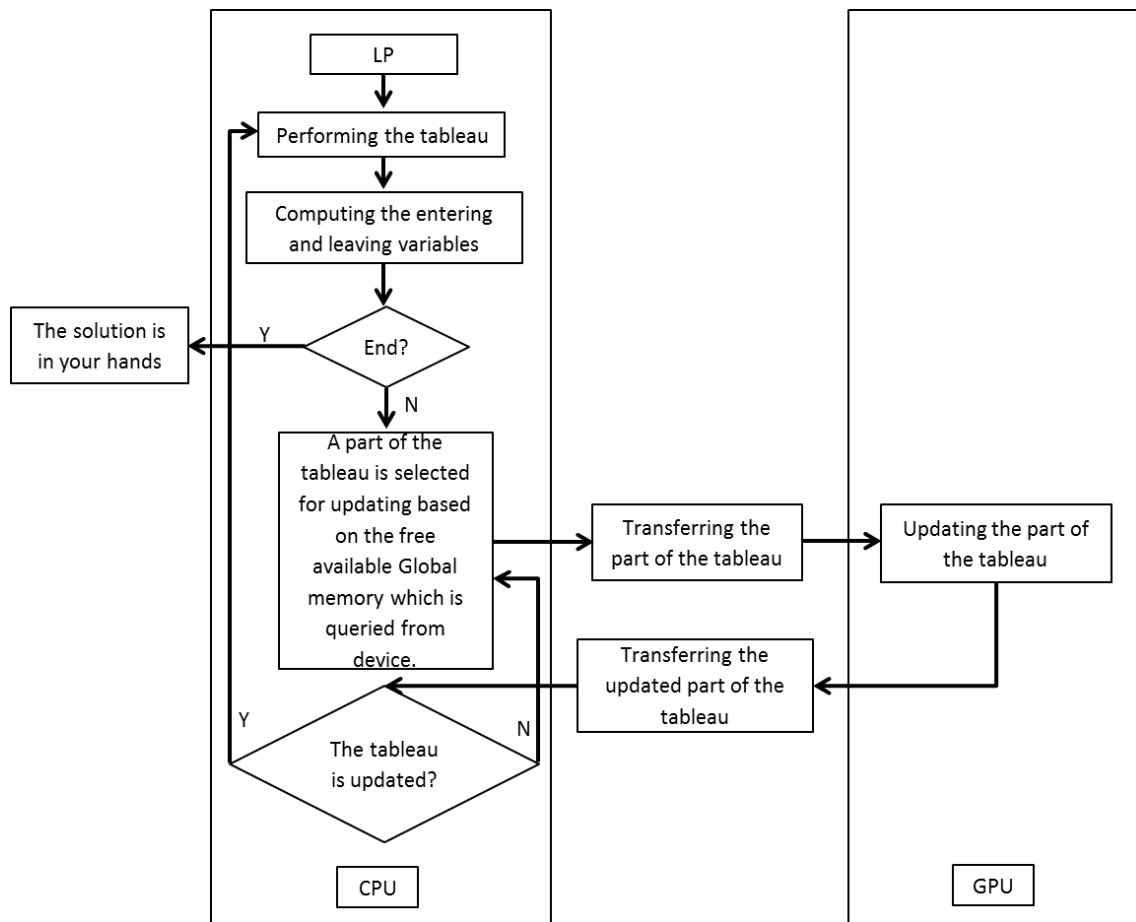 LP
Performing the tableau
Computing the entering
and leaving variables
The solution is
in your hands
Y
End?
N
A part of the
tableau is selected
for updating based
on the free
available Global
memory which is
queried from
device.
Transferring the
part of the tableau
Updating the part of
the tableau
Transferring the
updated part of the
tableau
Y
N
The tableau
is updated?
CPU
GPU